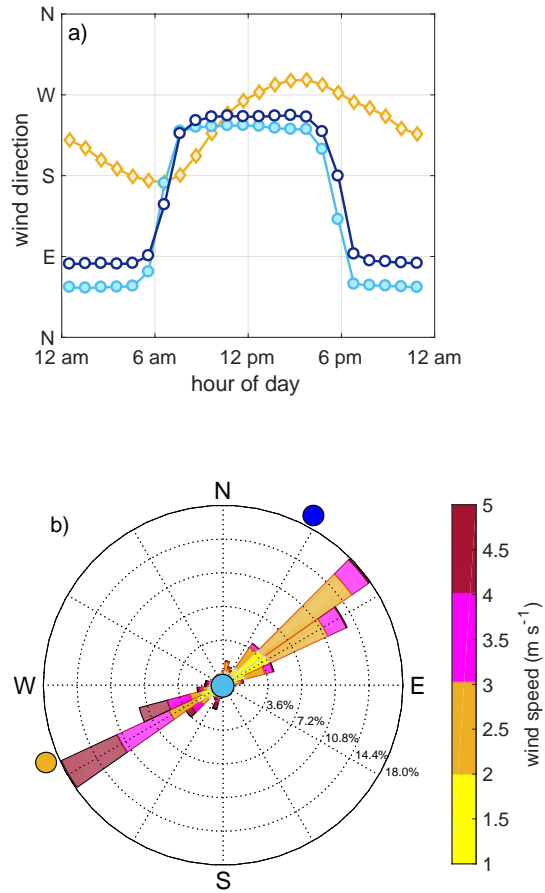 a)
N
W
S
E
N
wind direction
12 am
6 am
12 pm
6 pm
12 am
hour of day
b)
N
W
E
S
3.6%
7.2%
10.8%
14.4%
18.0%
5
4.5
4
3.5
3
2.5
2
1.5
1
wind speed (m s⁻¹)